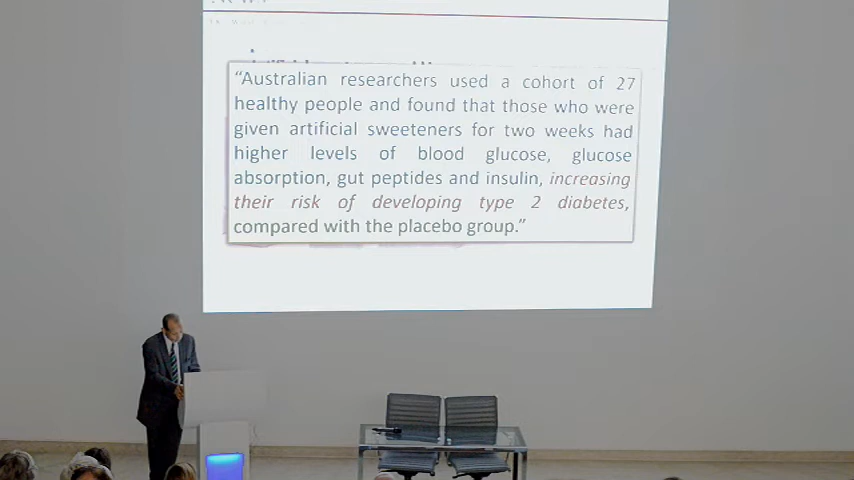 “Australian researchers used a cohort of 27
healthy people and found that those who were
given artificial sweeteners for two weeks had
higher levels of blood glucose, glucose
absorption, gut peptides and insulin, increasing
their risk of developing type 2 diabetes,
compared with the placebo group.”